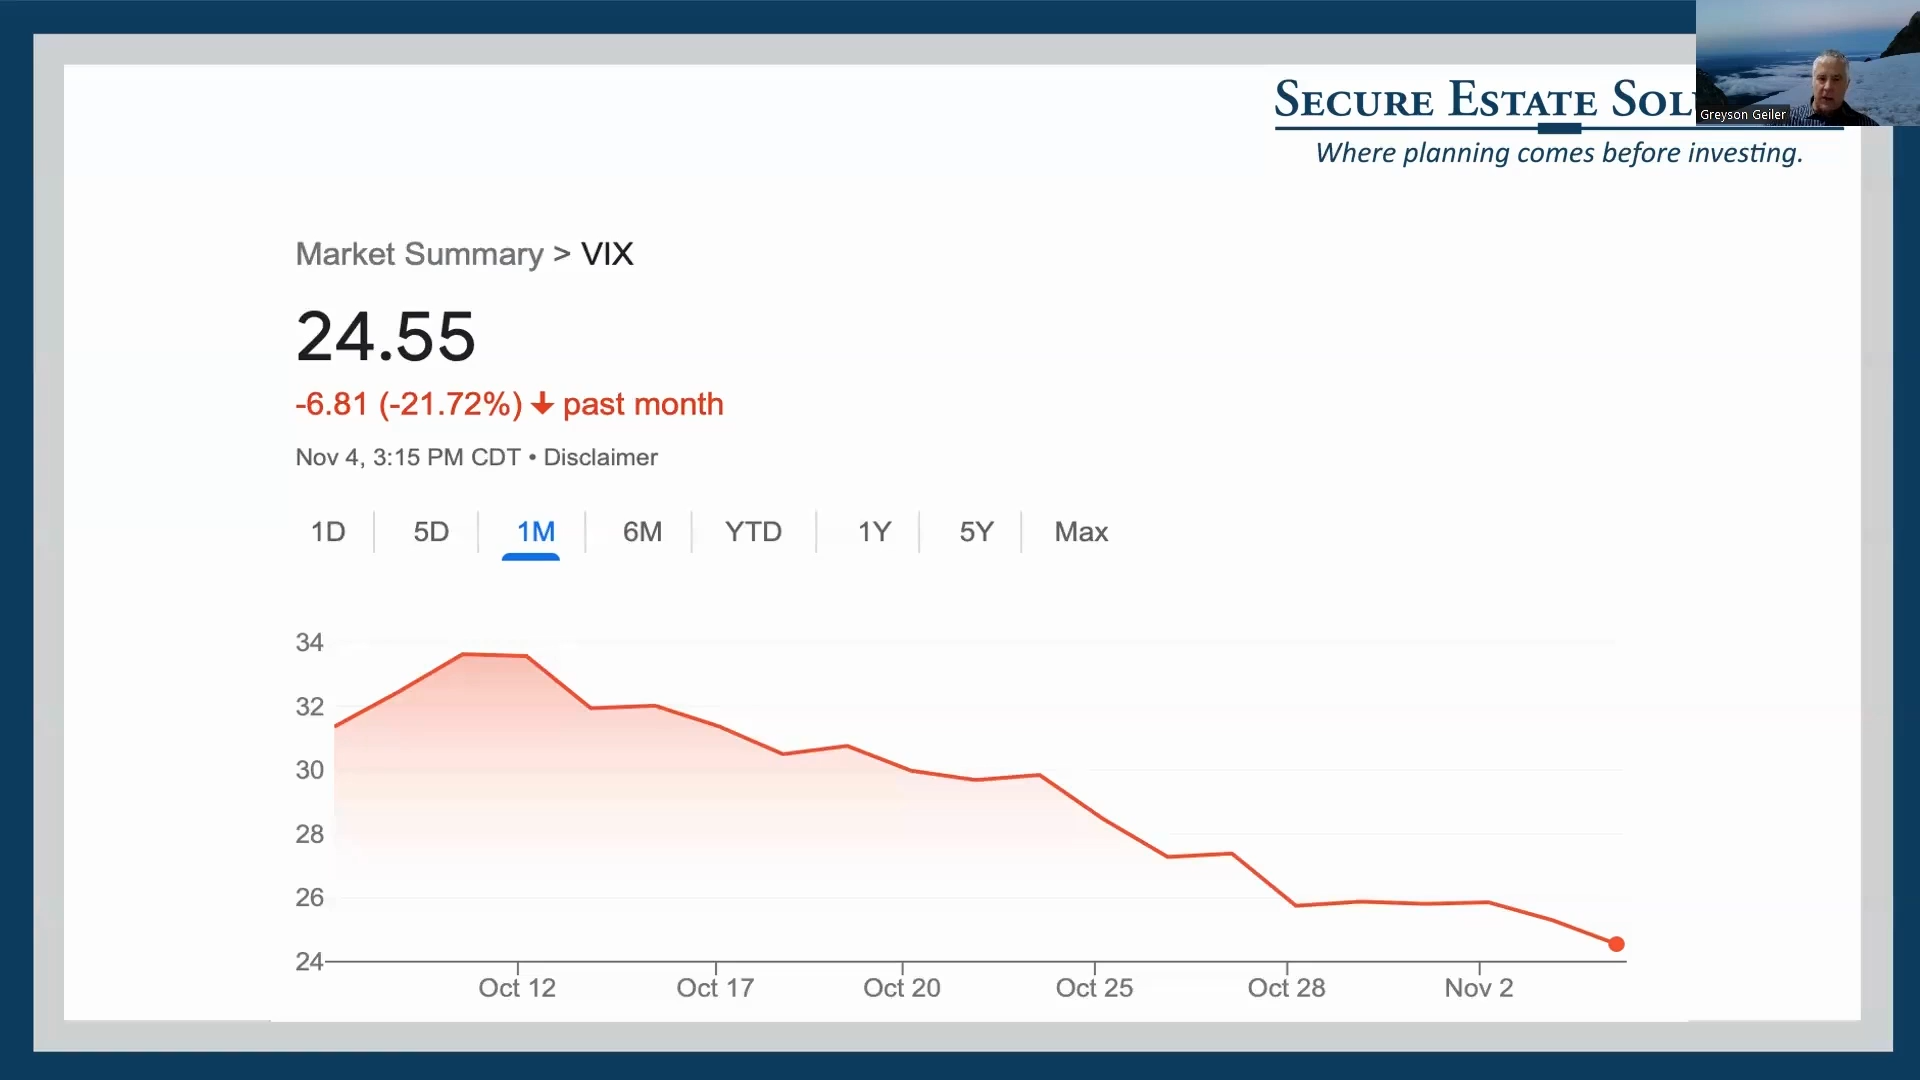 SECURE ESTATE SOL
Greyson Geiler
Where planning comes before investing.
Market Summary > VIX
24.55
-6.81 (-21.72%) ↓ past month
Nov 4, 3:15 PM CDT • Disclaimer
1D 5D 1M 6M YTD 1Y 5Y Max
34
32
30
28
26
24
Oct 12 Oct 17 Oct 20 Oct 25 Oct 28 Nov 2